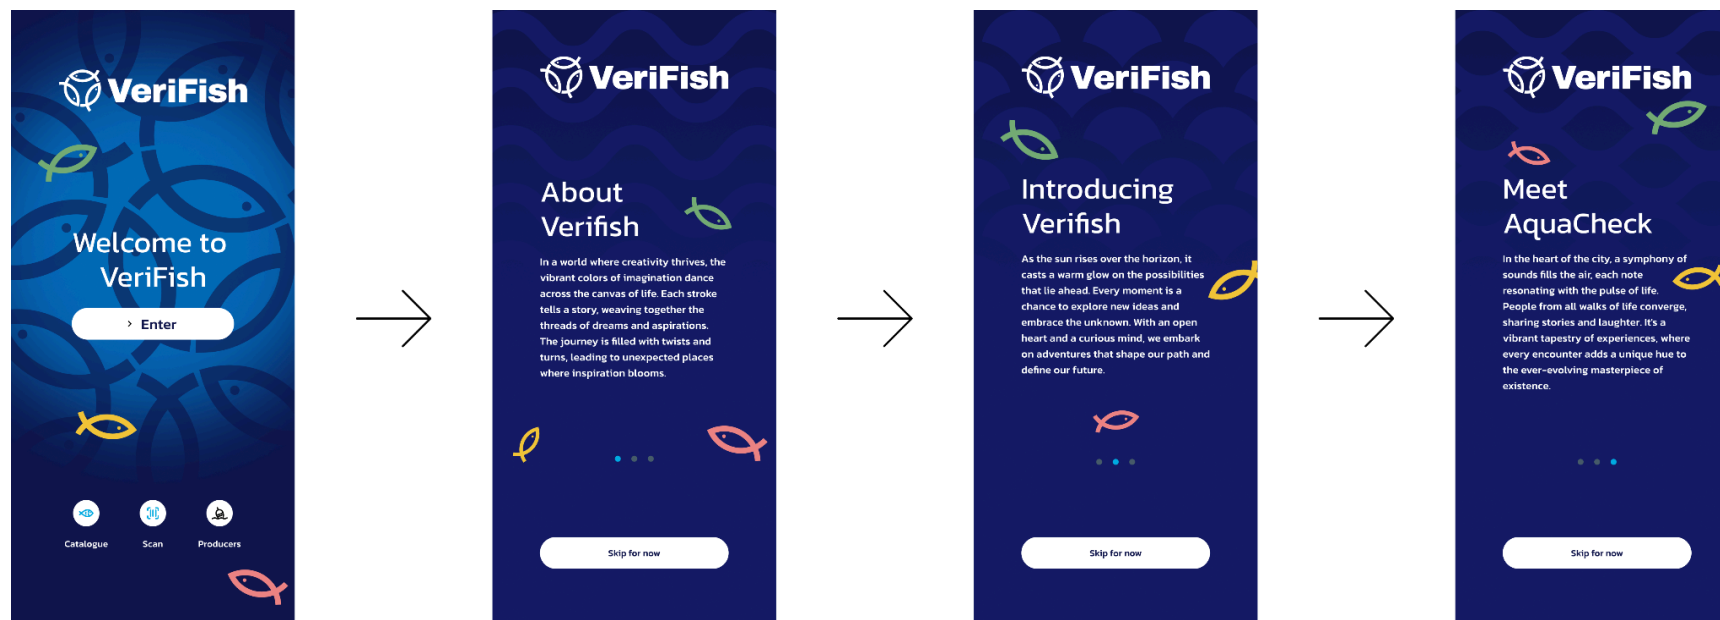 VeriFish
Welcome to
VeriFish
› Enter
Catalogue
Scan
Producers
VeriFish
About
Verifish
In a world where creativity thrives, the
vibrant colors of imagination dance
across the canvas of life. Each stroke
tells a story, weaving together the
threads of dreams and aspirations.
The journey is filled with twists and
turns, leading to unexpected places
where inspiration blooms.
Skip for now
VeriFish
Introducing
Verifish
As the sun rises over the horizon, it
casts a warm glow on the possibilities
that lie ahead. Every moment is a
chance to explore new ideas and
embrace the unknown. With an open
heart and a curious mind, we embark
on adventures that shape our path and
define our future.
Skip for now
VeriFish
Meet
AquaCheck
In the heart of the city, a symphony of
sounds fills the air, each note
resonating with the pulse of life.
People from all walks of life converge,
sharing stories and laughter. It's a
vibrant tapestry of experiences, where
every encounter adds a unique hue to
the ever-evolving masterpiece of
existence.
Skip for now